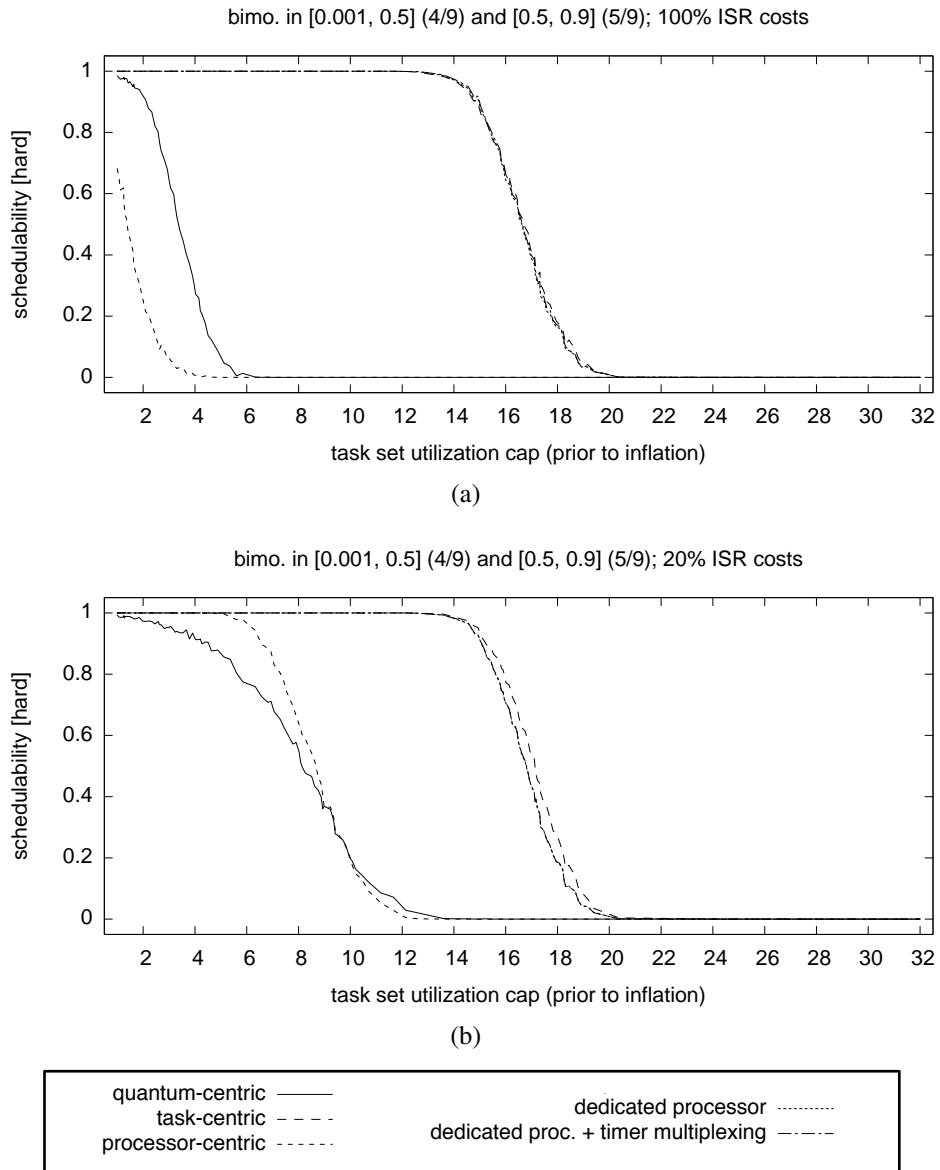 bimo. in [0.001, 0.5] (4/9) and [0.5, 0.9] (5/9); 100% ISR costs
1
0.8
0.6
0.4
0.2
0
schedulability [hard]
2 4 6 8 10 12 14 16 18 20 22 24 26 28 30 32
task set utilization cap (prior to inflation)
(a)
bimo. in [0.001, 0.5] (4/9) and [0.5, 0.9] (5/9); 20% ISR costs
1
0.8
0.6
0.4
0.2
0
schedulability [hard]
2 4 6 8 10 12 14 16 18 20 22 24 26 28 30 32
task set utilization cap (prior to inflation)
(b)
quantum-centric
task-centric
processor-centric
dedicated processor
dedicated proc. + timer multiplexing